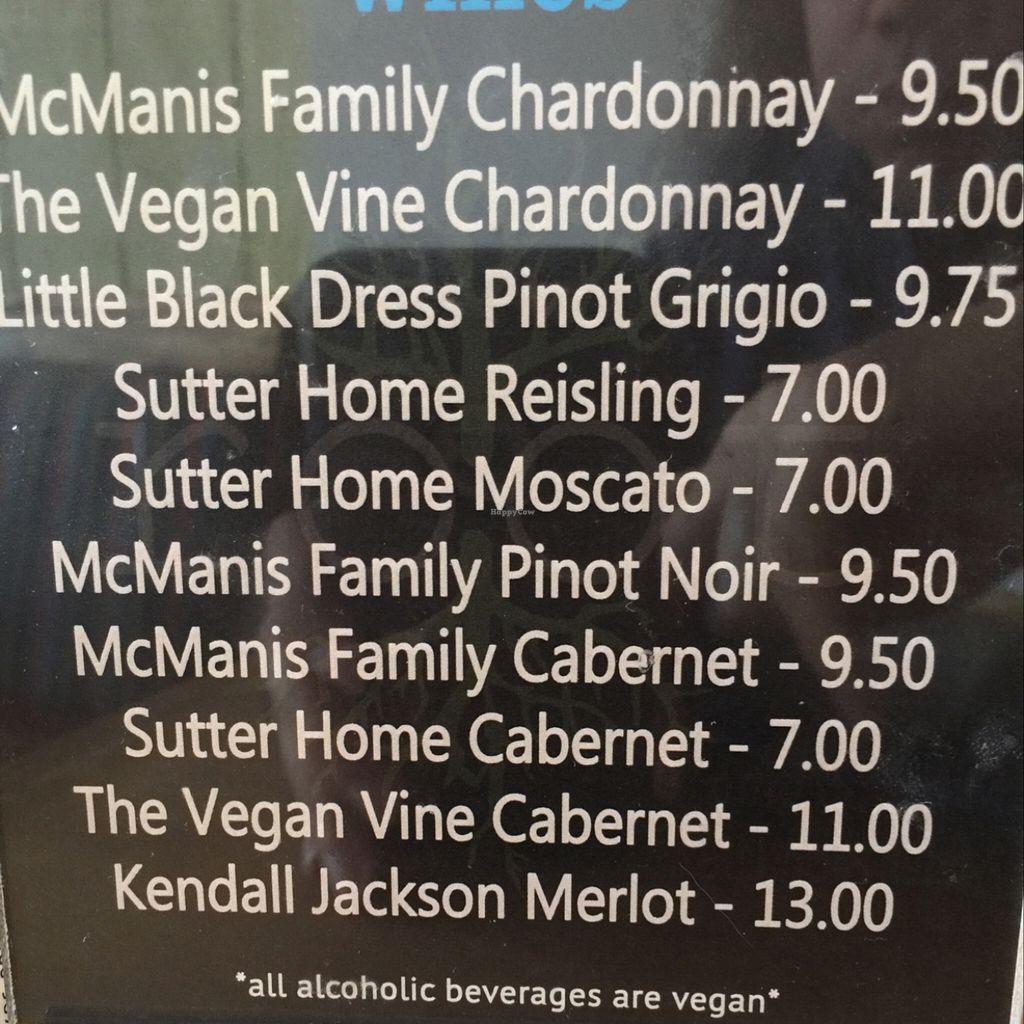 wines
McManis Family Chardonnay - 9.50
The Vegan Vine Chardonnay - 11.00
Little Black Dress Pinot Grigio - 9.75
Sutter Home Reisling - 7.00
Sutter Home Moscato - 7.00
HappyCow
McManis Family Pinot Noir - 9.50
McManis Family Cabernet - 9.50
Sutter Home Cabernet - 7.00
The Vegan Vine Cabernet - 11.00
Kendall Jackson Merlot - 13.00
*all alcoholic beverages are vegan*